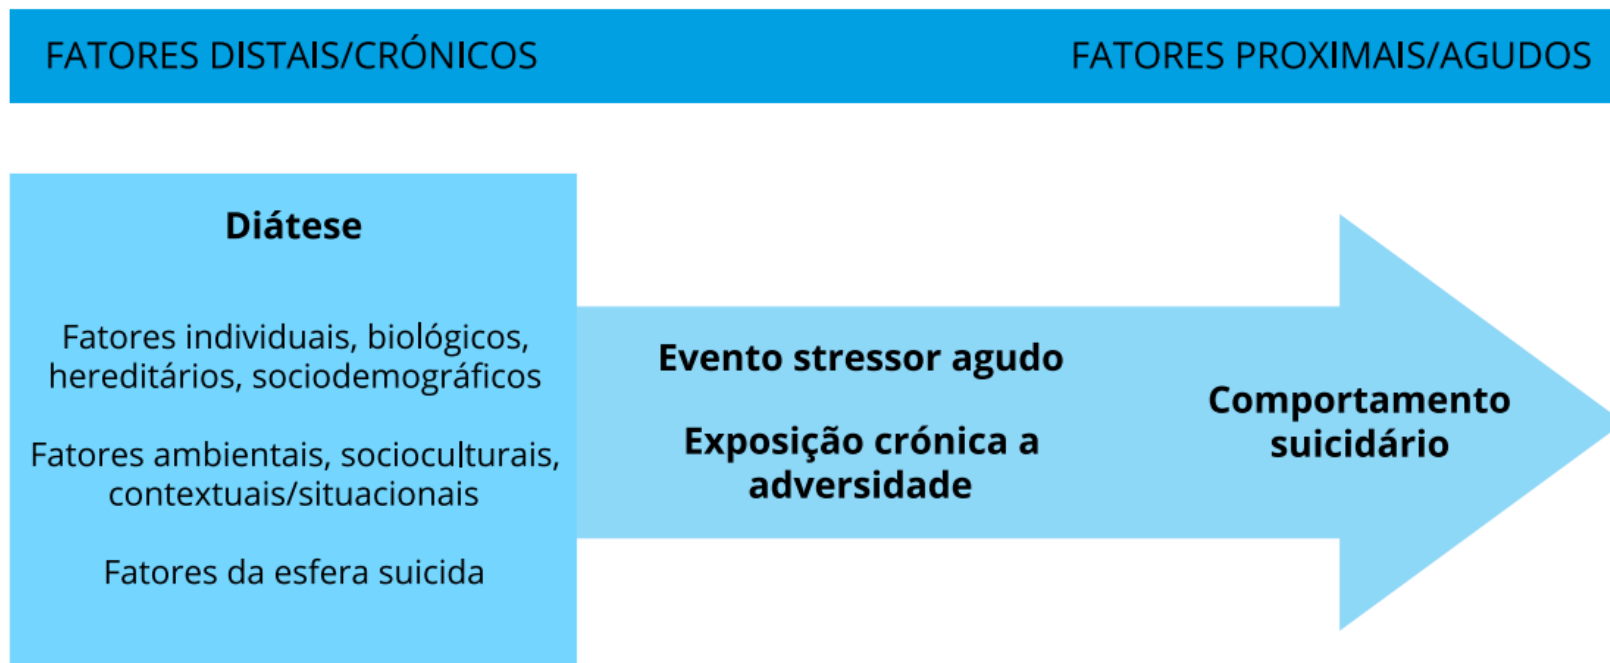 FATORES DISTAIS/CRÓNICOS
FATORES PROXIMAIS/AGUDOS
Diátese
Fatores individuais, biológicos,
hereditários, sociodemográficos
Fatores ambientais, socioculturais,
contextuais/situacionais
Fatores da esfera suicida
Evento stressor agudo
Exposição crónica a
adversidade
Comportamento
suicidário